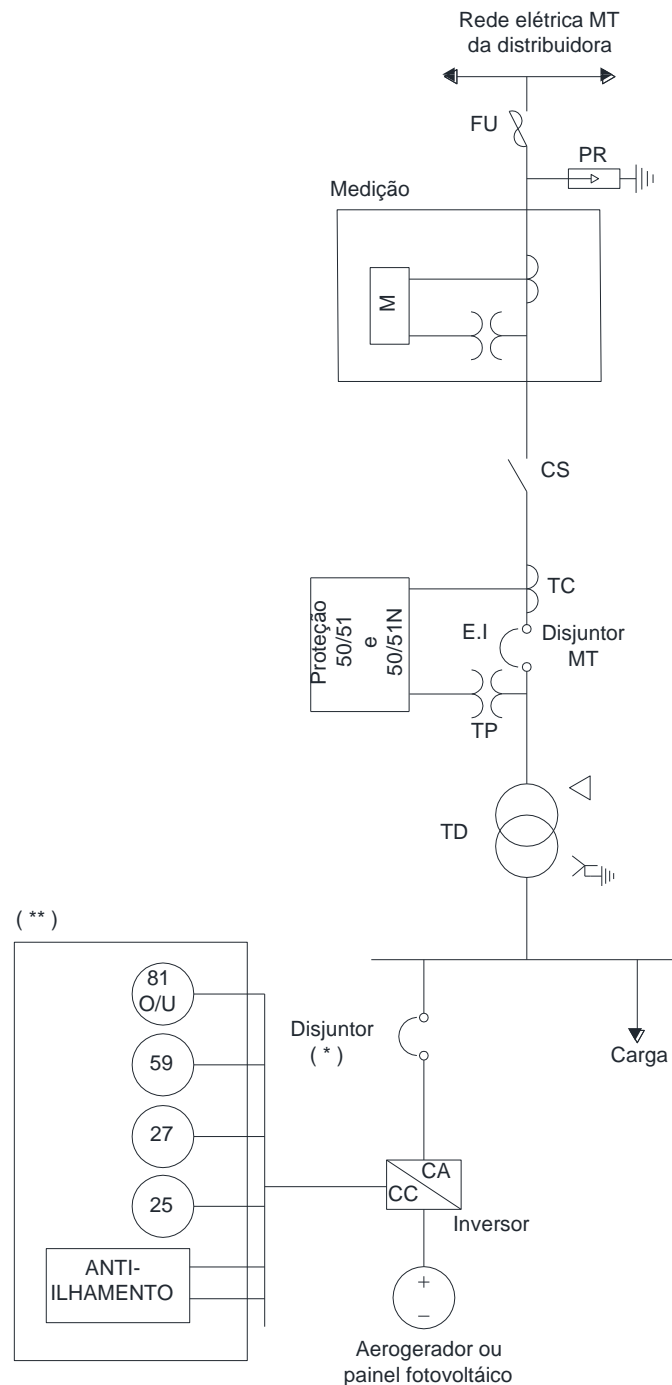 Rede elétrica MT
da distribuidora
FU
PR
Medição
M
CS
TC
Proteção
50/51
e
50/51N
E.I
Disjuntor
MT
TP
TD
( ** )
81
O/U
59
27
25
ANTI-
ILHAMENTO
Disjuntor
( * )
Carga
CA
CC
Inversor
+
–
Aerogerador ou
painel fotovoltáico